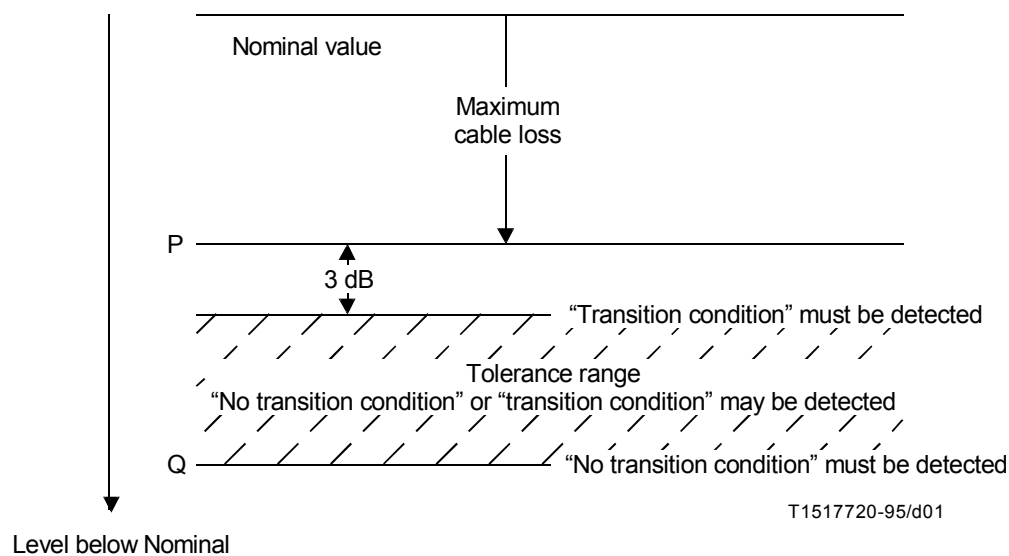 Nominal value
Maximum
cable loss
P
3 dB
“Transition condition” must be detected
Tolerance range
“No transition condition” or “transition condition” may be detected
Q
“No transition condition” must be detected
T1517720-95/d01
Level below Nominal